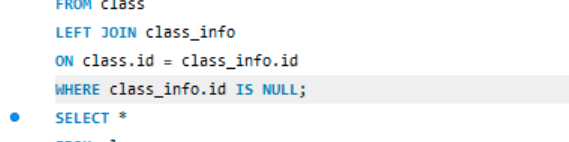 FROM class
LEFT JOIN class_info
ON class.id = class_info.id
WHERE class_info.id IS NULL;
SELECT *